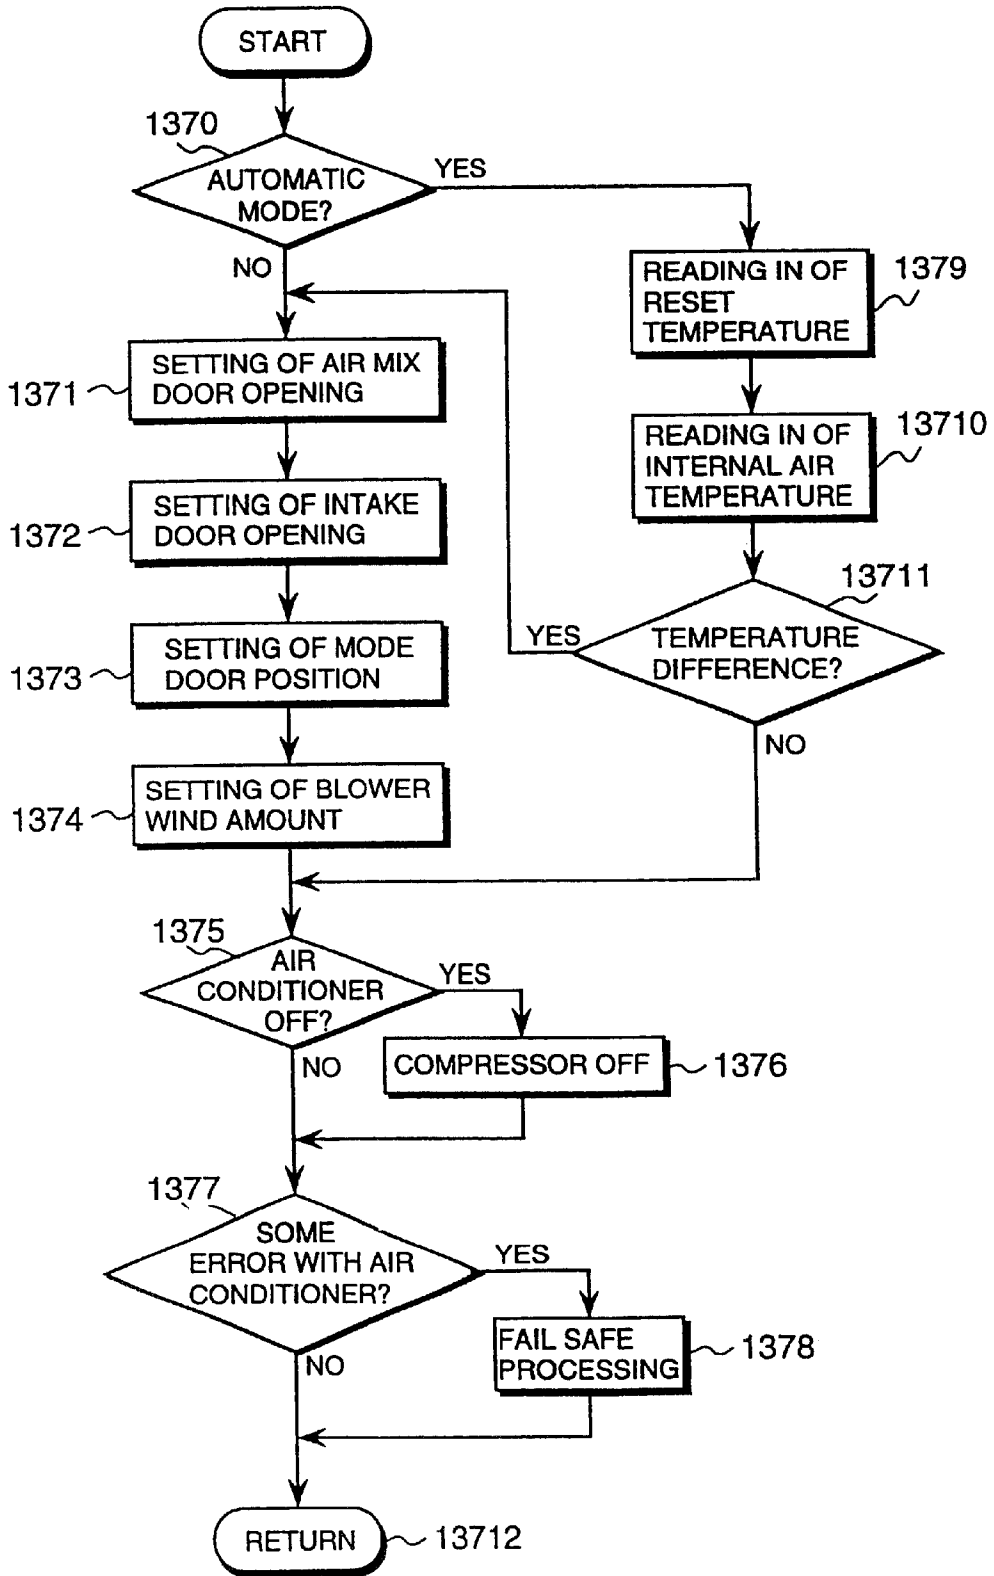 START
1370
AUTOMATIC
MODE?
YES
NO
READING IN OF
RESET
TEMPERATURE
1379
SETTING OF AIR MIX
DOOR OPENING
1371
READING IN OF
INTERNAL AIR
TEMPERATURE
13710
SETTING OF INTAKE
DOOR OPENING
1372
13711
TEMPERATURE
DIFFERENCE?
YES
NO
SETTING OF MODE
DOOR POSITION
1373
SETTING OF BLOWER
WIND AMOUNT
1374
1375
AIR
CONDITIONER
OFF?
YES
NO
COMPRESSOR OFF
1376
1377
SOME
ERROR WITH AIR
CONDITIONER?
YES
NO
FAIL SAFE
PROCESSING
1378
RETURN
13712